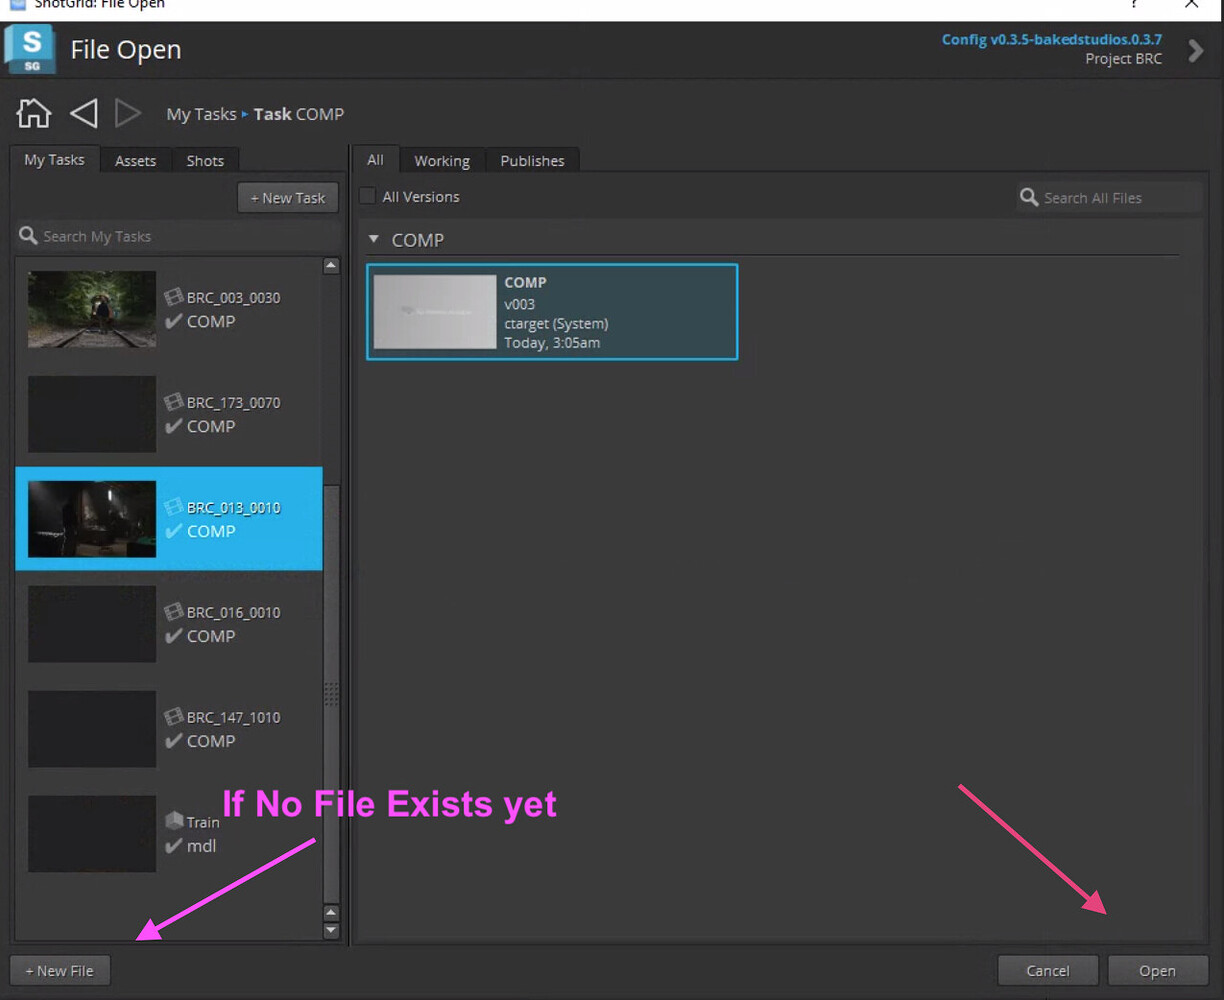 ShotGrid: File Open
?
S
SG
File Open
Config v0.3.5-bakedstudios.0.3.7
Project BRC
My Tasks ▸ Task COMP
My Tasks
Assets
Shots
+ New Task
Search My Tasks
BRC_003_0030
COMP
BRC_173_0070
COMP
BRC_013_0010
COMP
BRC_016_0010
COMP
BRC_147_1010
COMP
Train
mdl
If No File Exists yet
All
Working
Publishes
All Versions
Search All Files
COMP
COMP
v003
ctarget (System)
Today, 3:05am
+ New File
Cancel
Open